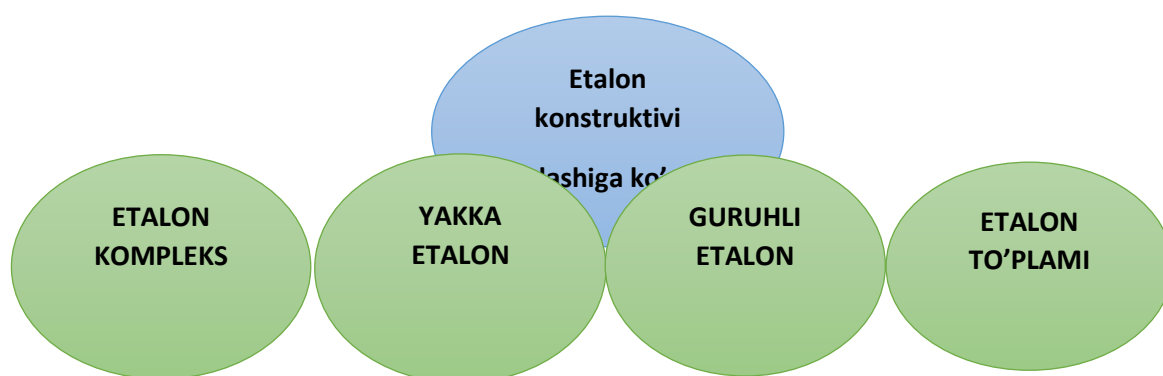 Etalon
konstruktivi
ETALON
KOMPLEKS
YAKKA
ETALON
GURUHLI
ETALON
ETALON
TO’PLAMI